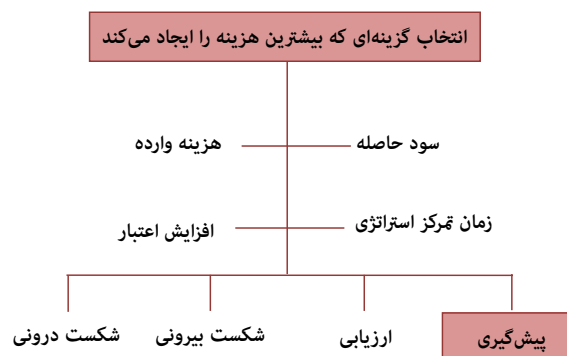 انتخاب گزینه‌ای که بیشترین هزینه را ایجاد می‌کند
سود حاصله
هزینه وارده
زمان تمرکز استراتژی
افزایش اعتبار
پیش‌گیری
ارزیابی
شکست بیرونی
شکست درونی